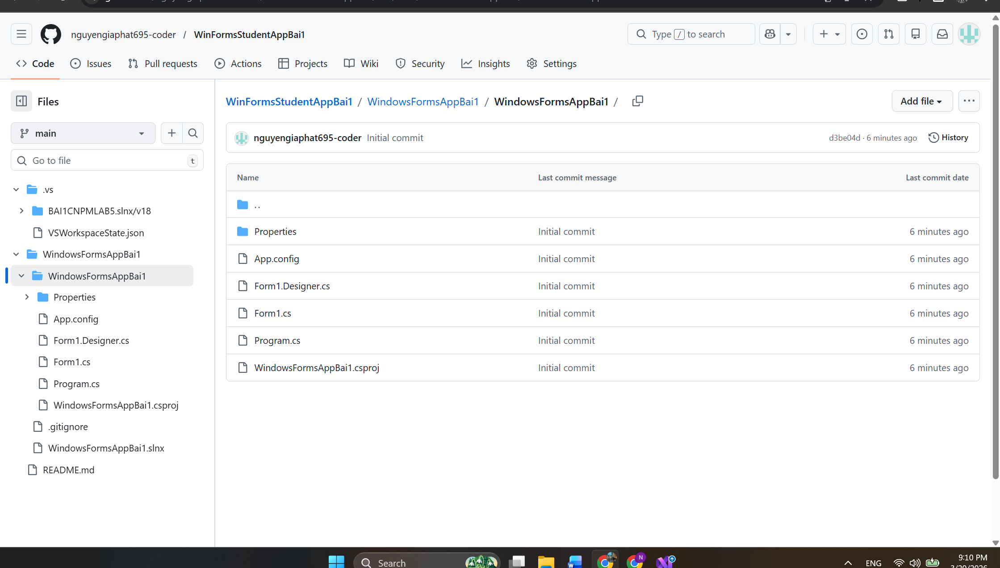 nguyengiaphat695-coder / WinFormsStudentAppBai1
Type / to search
Code
Issues
Pull requests
Actions
Projects
Wiki
Security
Insights
Settings
Files
main
Go to file
t
.vs
BAI1CNPMLAB5.slnx/v18
VSWorkspaceState.json
WindowsFormsAppBai1
WindowsFormsAppBai1
Properties
App.config
Form1.Designer.cs
Form1.cs
Program.cs
WindowsFormsAppBai1.csproj
.gitignore
WindowsFormsAppBai1.slnx
README.md
WinFormsStudentAppBai1 / WindowsFormsAppBai1 / WindowsFormsAppBai1 /
Add file
nguyengiaphat695-coder Initial commit
d3be04d · 6 minutes ago
History
Name Last commit message Last commit date
..
Properties Initial commit 6 minutes ago
App.config Initial commit 6 minutes ago
Form1.Designer.cs Initial commit 6 minutes ago
Form1.cs Initial commit 6 minutes ago
Program.cs Initial commit 6 minutes ago
WindowsFormsAppBai1.csproj Initial commit 6 minutes ago
Search
N
W
ENG
9:10 PM